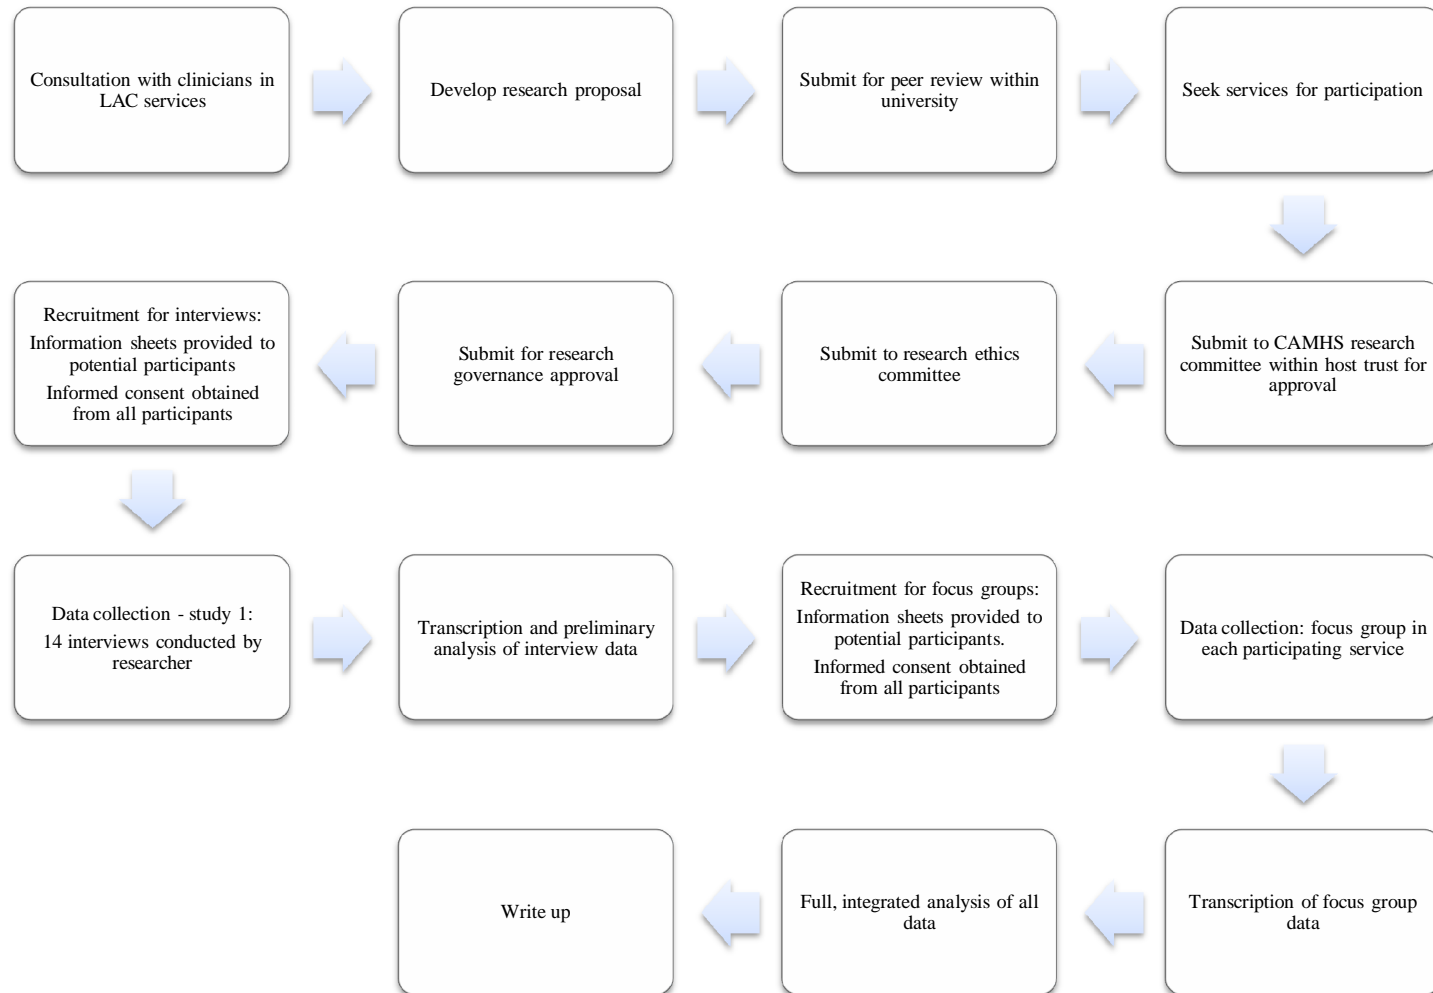 Consultation with clinicians in
LAC services
Develop research proposal
Submit for peer review within
university
Seek services for participation
Submit to CAMHS research
committee within host trust for
approval
Submit to research ethics
committee
Submit for research
governance approval
Recruitment for interviews:
Information sheets provided to
potential participants
Informed consent obtained
from all participants
Data collection - study 1:
14 interviews conducted by
researcher
Transcription and preliminary
analysis of interview data
Recruitment for focus groups:
Information sheets provided to
potential participants.
Informed consent obtained
from all participants
Data collection: focus group in
each participating service
Transcription of focus group
data
Full, integrated analysis of all
data
Write up